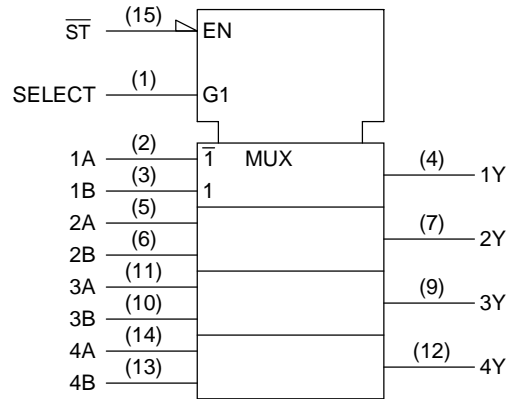 S̅T̅ (15) EN
SELECT (1) G1
1A (2) 1̅ MUX (4) 1Y
1B (3) 1
2A (5) (7) 2Y
2B (6)
3A (11) (9) 3Y
3B (10)
4A (14) (12) 4Y
4B (13)